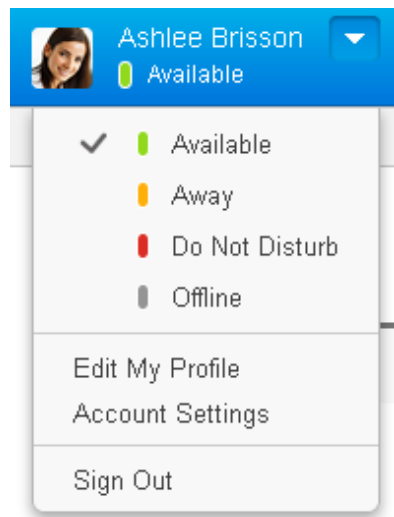 Ashlee Brisson
Available
Available
Away
Do Not Disturb
Offline
Edit My Profile
Account Settings
Sign Out